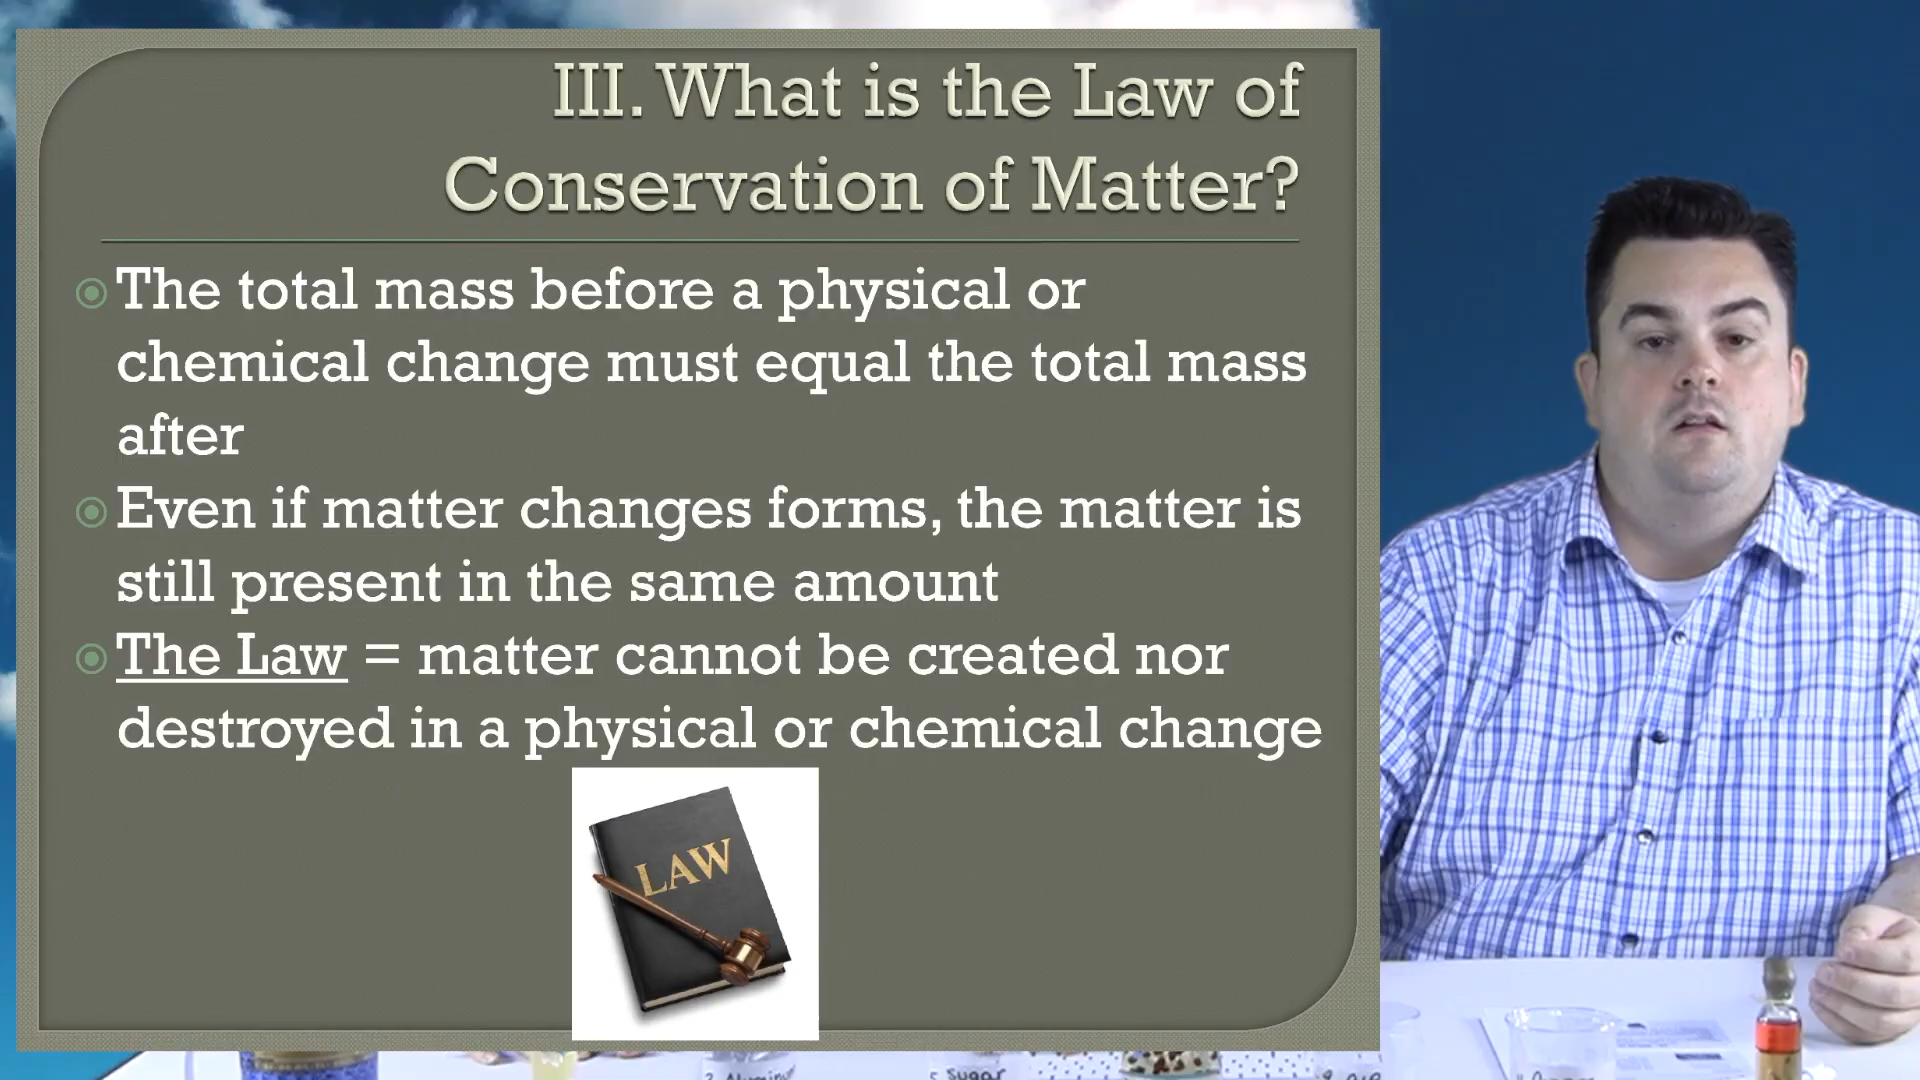 III. What is the Law of
Conservation of Matter?
The total mass before a physical or
chemical change must equal the total mass
after
Even if matter changes forms, the matter is
still present in the same amount
The Law = matter cannot be created nor
destroyed in a physical or chemical change
LAW
5. Sugar